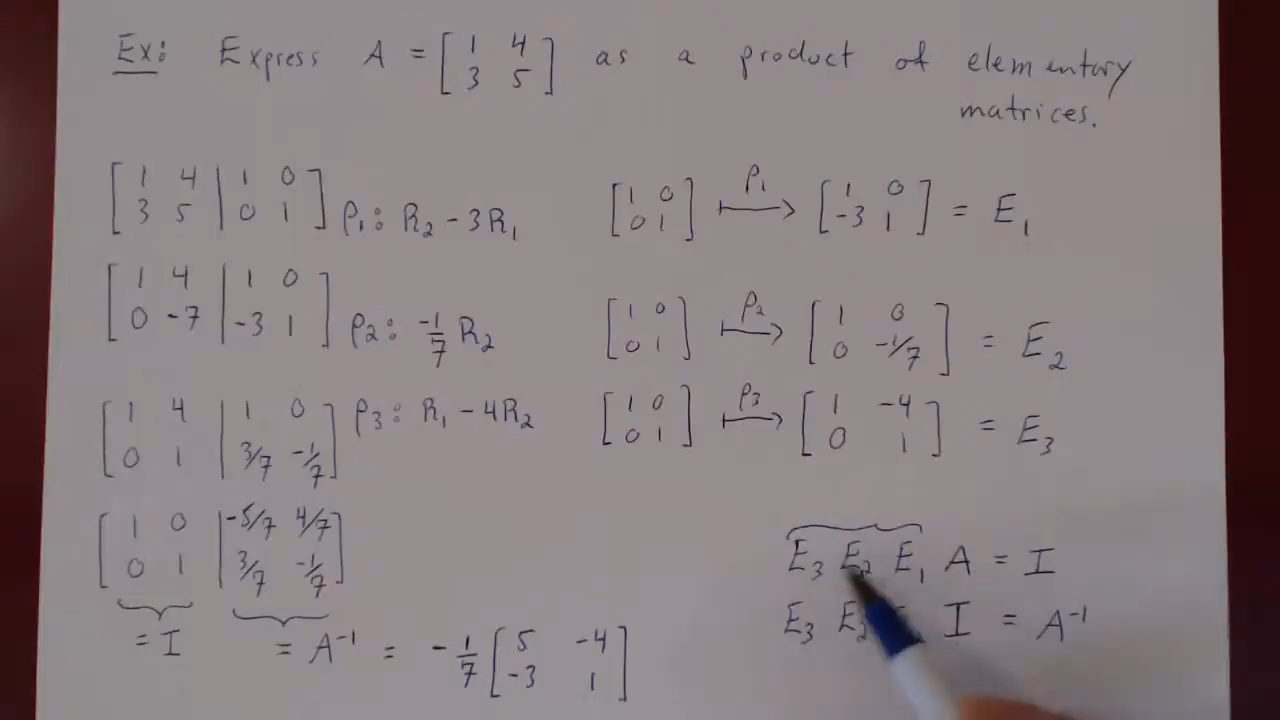 Ex: Express A = [ 1 4 ; 3 5 ] as a product of elementary
matrices.
[ 1 4 | 1 0 ; 3 5 | 0 1 ] ρ1: R2 - 3R1
[ 1 0 ; 0 1 ] ↦ρ1 [ 1 0 ; -3 1 ] = E1
[ 1 4 | 1 0 ; 0 -7 | -3 1 ] ρ2: -1/7 R2
[ 1 0 ; 0 1 ] ↦ρ2 [ 1 0 ; 0 -1/7 ] = E2
[ 1 4 | 1 0 ; 0 1 | 3/7 -1/7 ] ρ3: R1 - 4R2
[ 1 0 ; 0 1 ] ↦ρ3 [ 1 -4 ; 0 1 ] = E3
[ 1 0 | -5/7 4/7 ; 0 1 | 3/7 -1/7 ]
= I = A⁻¹ = -1/7 [ 5 -4 ; -3 1 ]
E3 E2 E1 A = I
E3 E2 I = A⁻¹